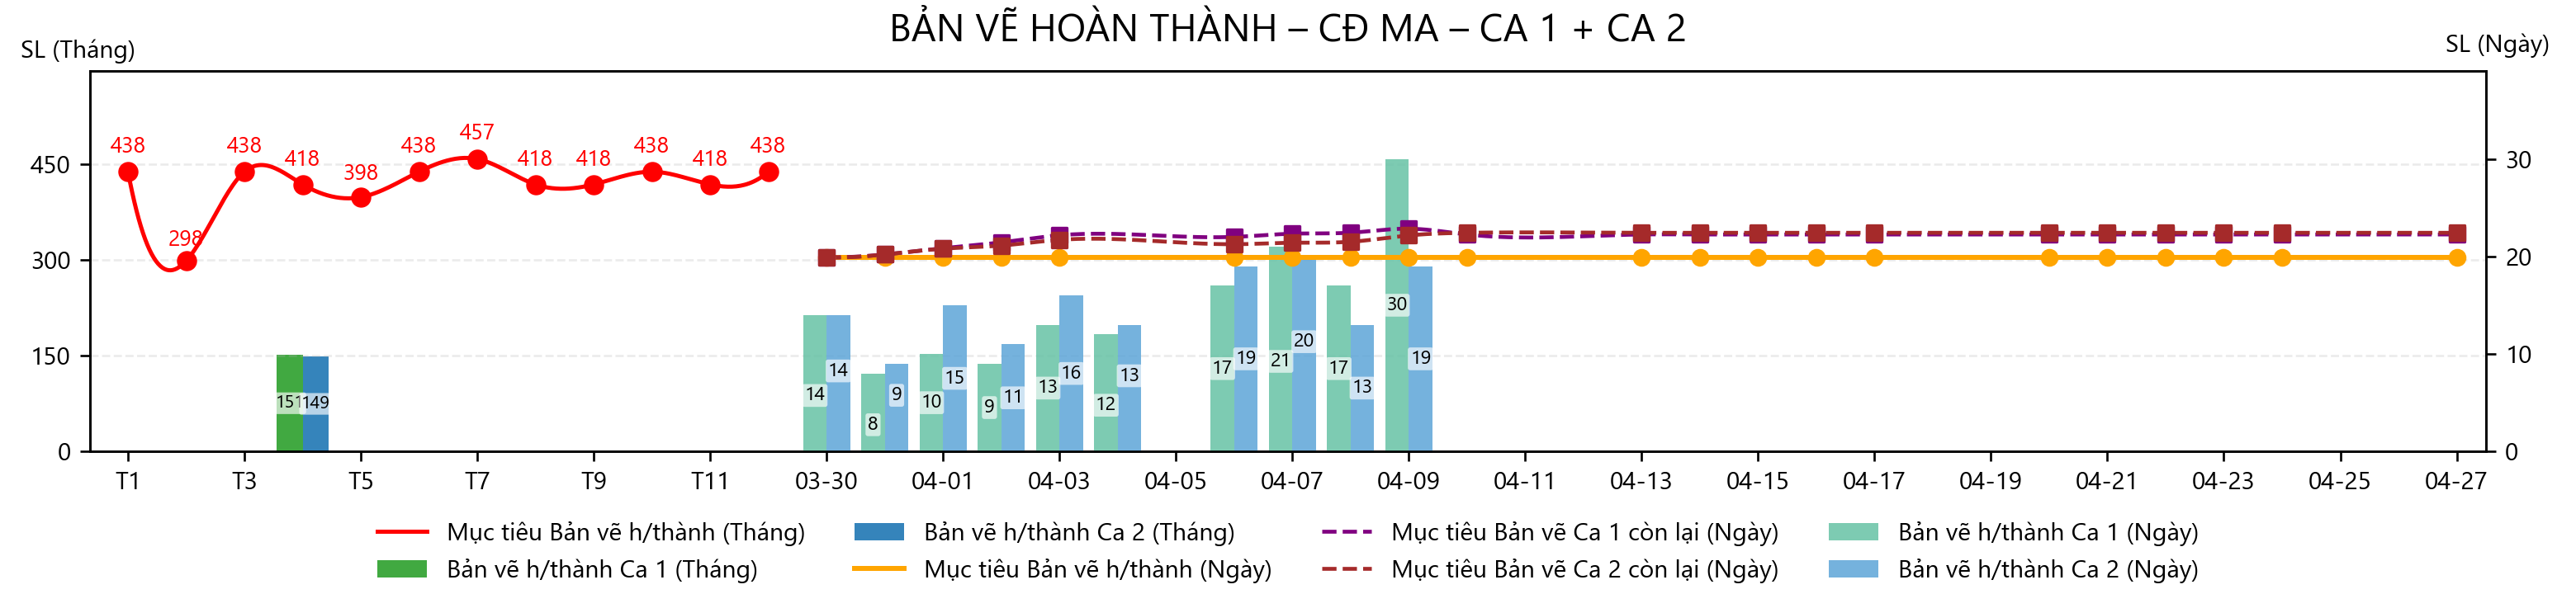 BẢN VẼ HOÀN THÀNH – CĐ MA – CA 1 + CA 2
SL (Tháng)
SL (Ngày)
438 298 438 418 398 438 457 418 418 438 418 438
450
300
150
0
30
20
10
0
151 149
14 14 8 9 10 15 9 11 13 16 12 13 17 19 21 20 17 13 30 19
T1 T3 T5 T7 T9 T11 03-30 04-01 04-03 04-05 04-07 04-09 04-11 04-13 04-15 04-17 04-19 04-21 04-23 04-25 04-27
Mục tiêu Bản vẽ h/thành (Tháng) Bản vẽ h/thành Ca 2 (Tháng) Mục tiêu Bản vẽ Ca 1 còn lại (Ngày) Bản vẽ h/thành Ca 1 (Ngày)
Bản vẽ h/thành Ca 1 (Tháng) Mục tiêu Bản vẽ h/thành (Ngày) Mục tiêu Bản vẽ Ca 2 còn lại (Ngày) Bản vẽ h/thành Ca 2 (Ngày)